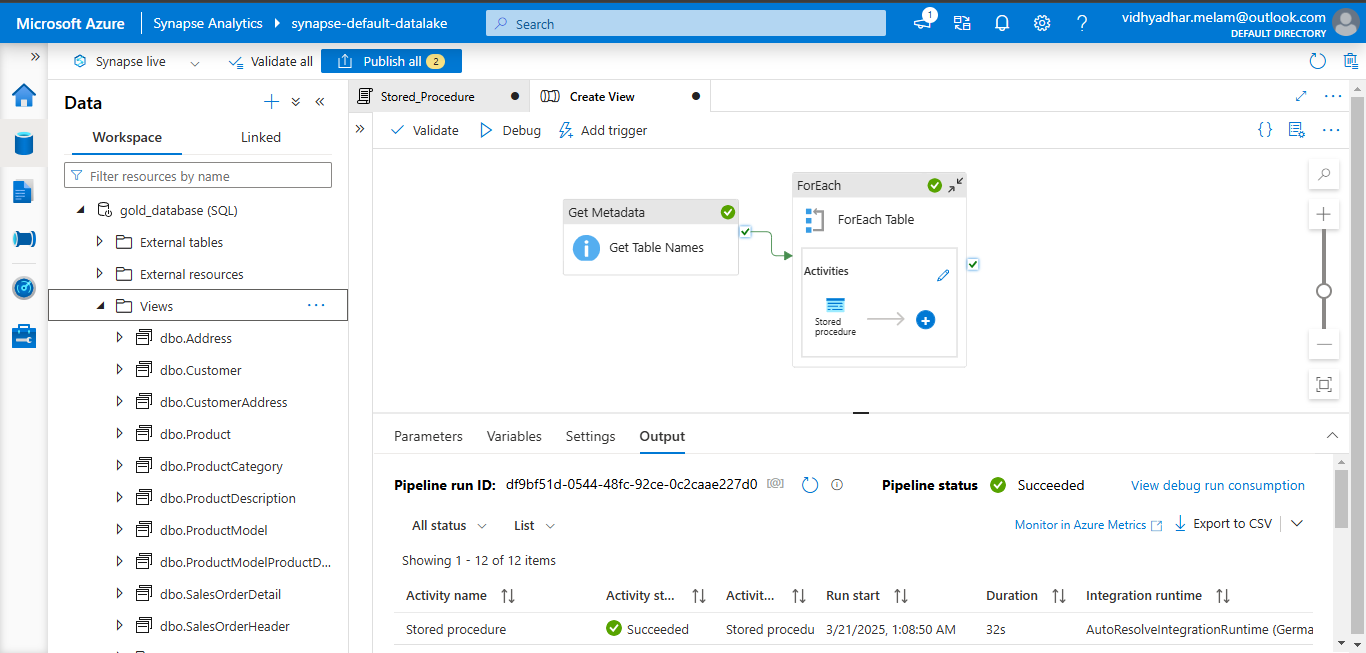 Microsoft Azure
Synapse Analytics
synapse-default-datalake
Search
1
vidhyadhar.melam@outlook.com
DEFAULT DIRECTORY
Synapse live
Validate all
Publish all 2
Data
Workspace
Linked
Filter resources by name
gold_database (SQL)
External tables
External resources
Views
dbo.Address
dbo.Customer
dbo.CustomerAddress
dbo.Product
dbo.ProductCategory
dbo.ProductDescription
dbo.ProductModel
dbo.ProductModelProductD...
dbo.SalesOrderDetail
dbo.SalesOrderHeader
Stored_Procedure
Create View
Validate
Debug
Add trigger
Get Metadata
Get Table Names
ForEach
ForEach Table
Activities
Stored
procedure
Parameters
Variables
Settings
Output
Pipeline run ID: df9bf51d-0544-48fc-92ce-0c2caae227d0
Pipeline status Succeeded
View debug run consumption
All status
List
Monitor in Azure Metrics
Export to CSV
Showing 1 - 12 of 12 items
Activity name
Activity st...
Activit...
Run start
Duration
Integration runtime
Stored procedure
Succeeded
Stored procedu
3/21/2025, 1:08:50 AM
32s
AutoResolveIntegrationRuntime (Germa